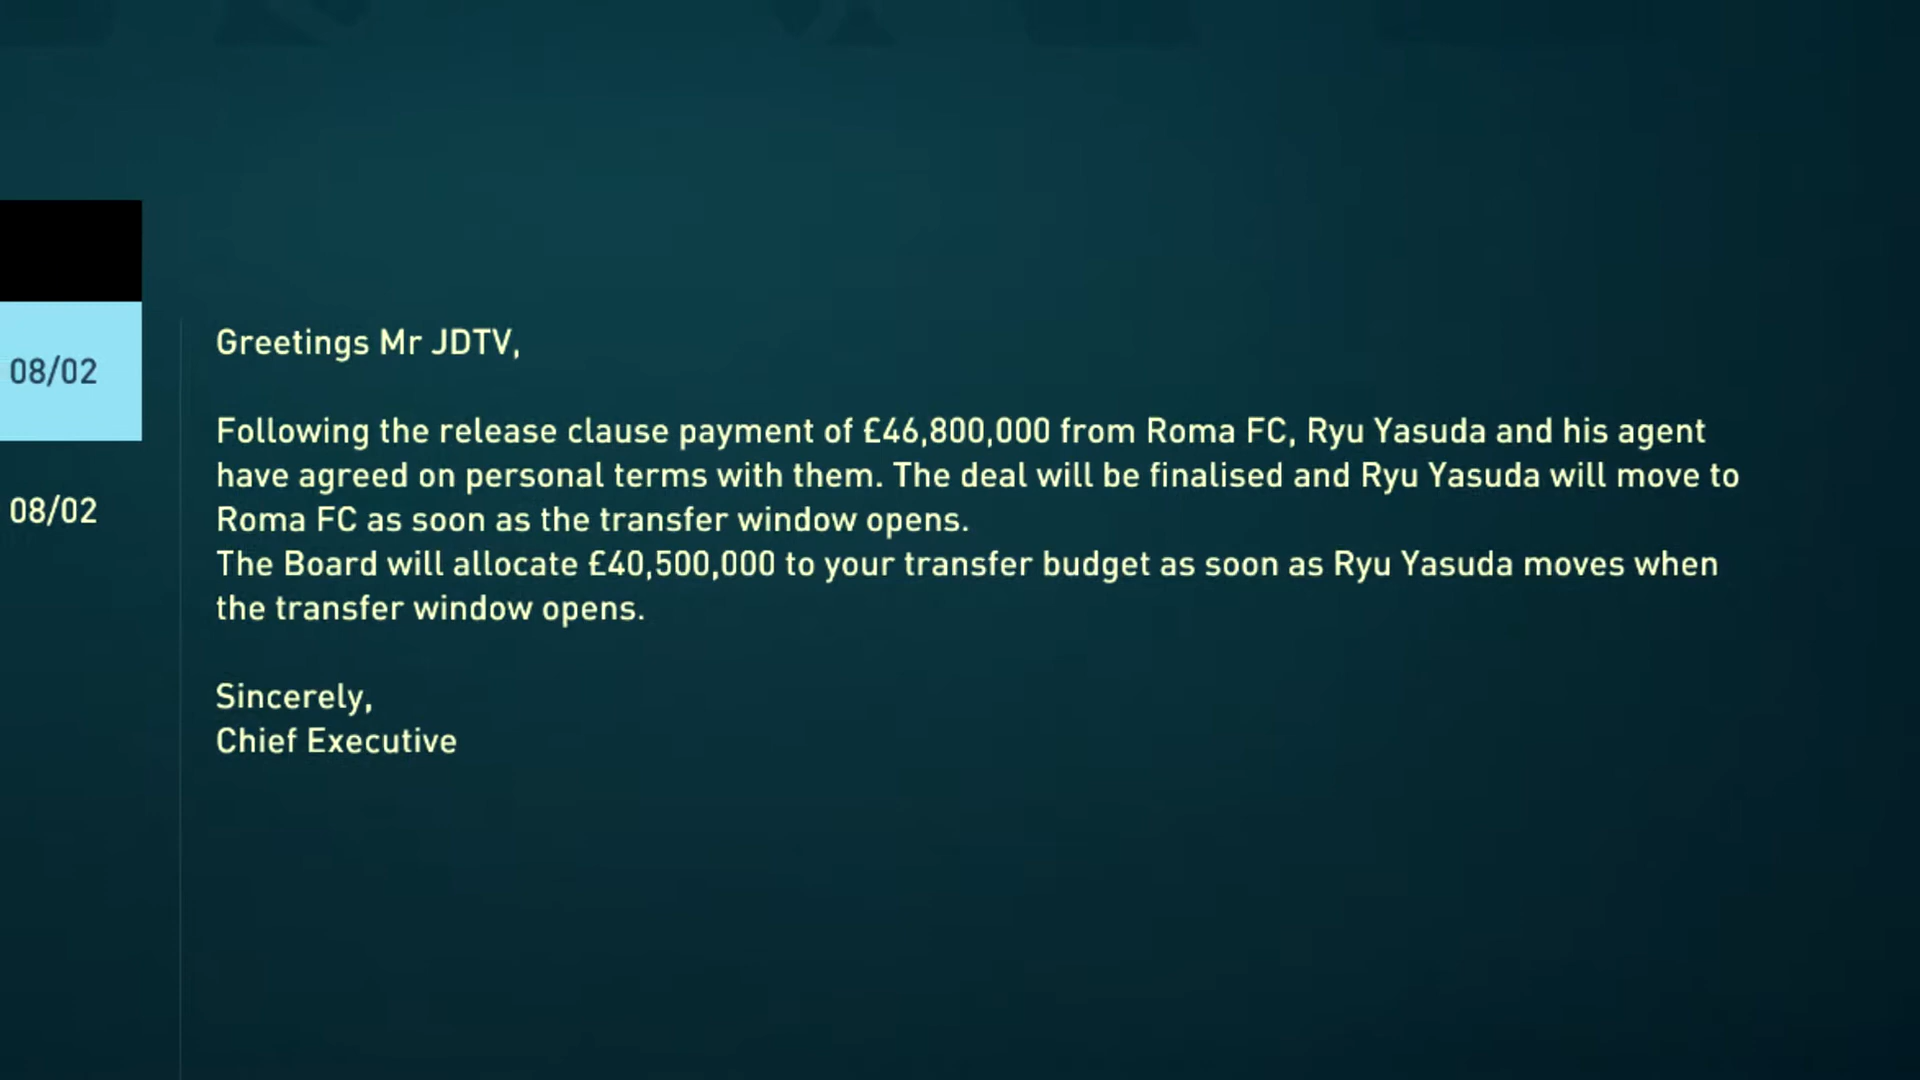 08/02
08/02
Greetings Mr JDTV,
Following the release clause payment of £46,800,000 from Roma FC, Ryu Yasuda and his agent
have agreed on personal terms with them. The deal will be finalised and Ryu Yasuda will move to
Roma FC as soon as the transfer window opens.
The Board will allocate £40,500,000 to your transfer budget as soon as Ryu Yasuda moves when
the transfer window opens.
Sincerely,
Chief Executive